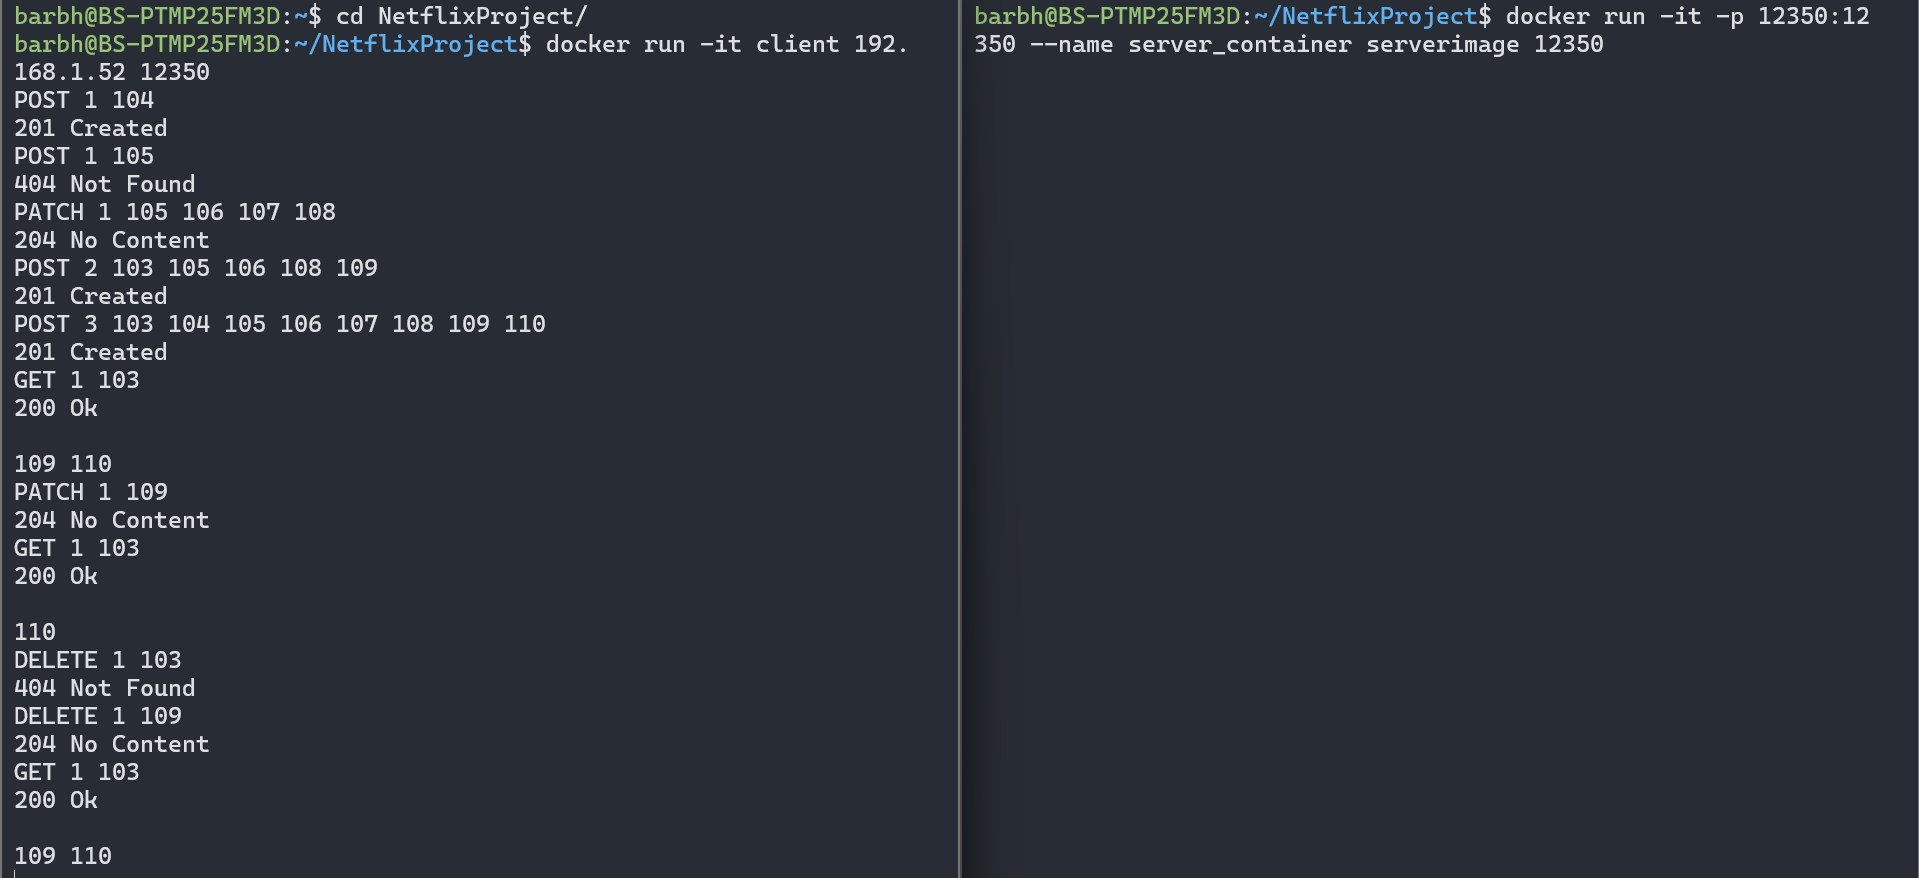 barbh@BS-PTMP25FM3D:~$ cd NetflixProject/
barbh@BS-PTMP25FM3D:~/NetflixProject$ docker run -it client 192.
168.1.52 12350
POST 1 104
201 Created
POST 1 105
404 Not Found
PATCH 1 105 106 107 108
204 No Content
POST 2 103 105 106 108 109
201 Created
POST 3 103 104 105 106 107 108 109 110
201 Created
GET 1 103
200 Ok

109 110
PATCH 1 109
204 No Content
GET 1 103
200 Ok

110
DELETE 1 103
404 Not Found
DELETE 1 109
204 No Content
GET 1 103
200 Ok

109 110
barbh@BS-PTMP25FM3D:~/NetflixProject$ docker run -it -p 12350:12
350 --name server_container serverimage 12350